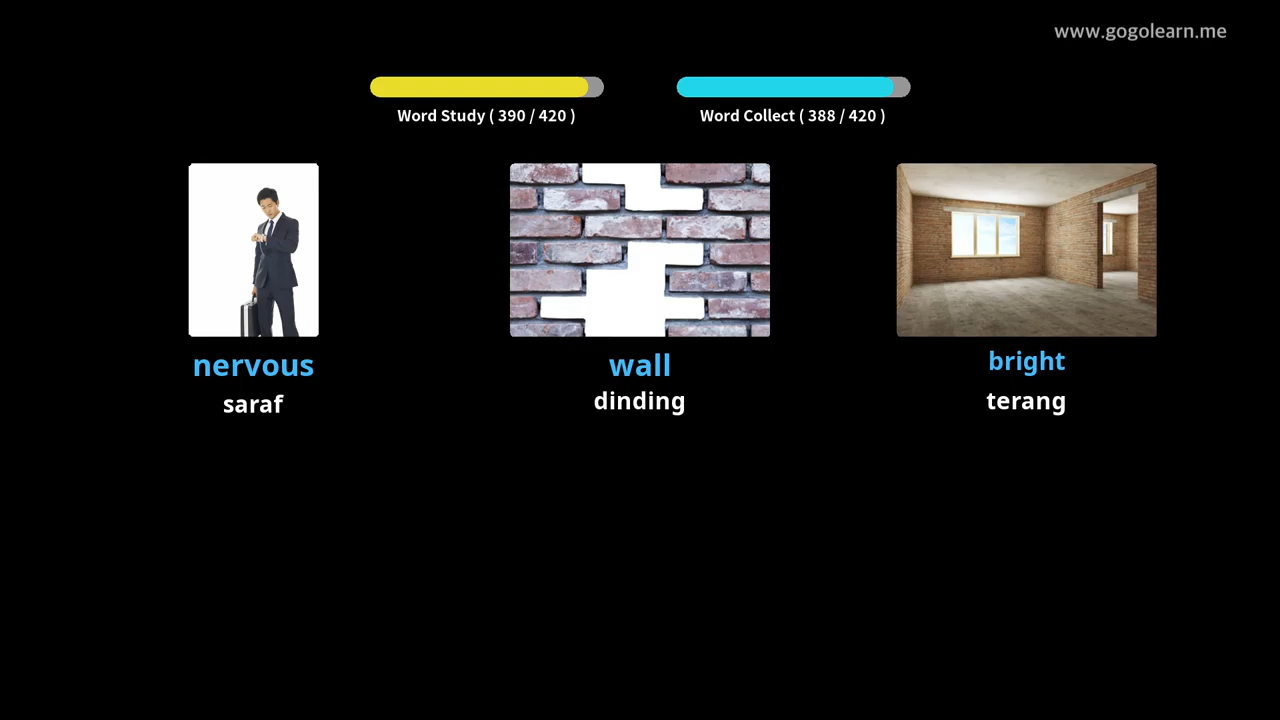 www.gogolearn.me
Word Study ( 390 / 420 )
Word Collect ( 388 / 420 )
nervous
saraf
wall
dinding
bright
terang